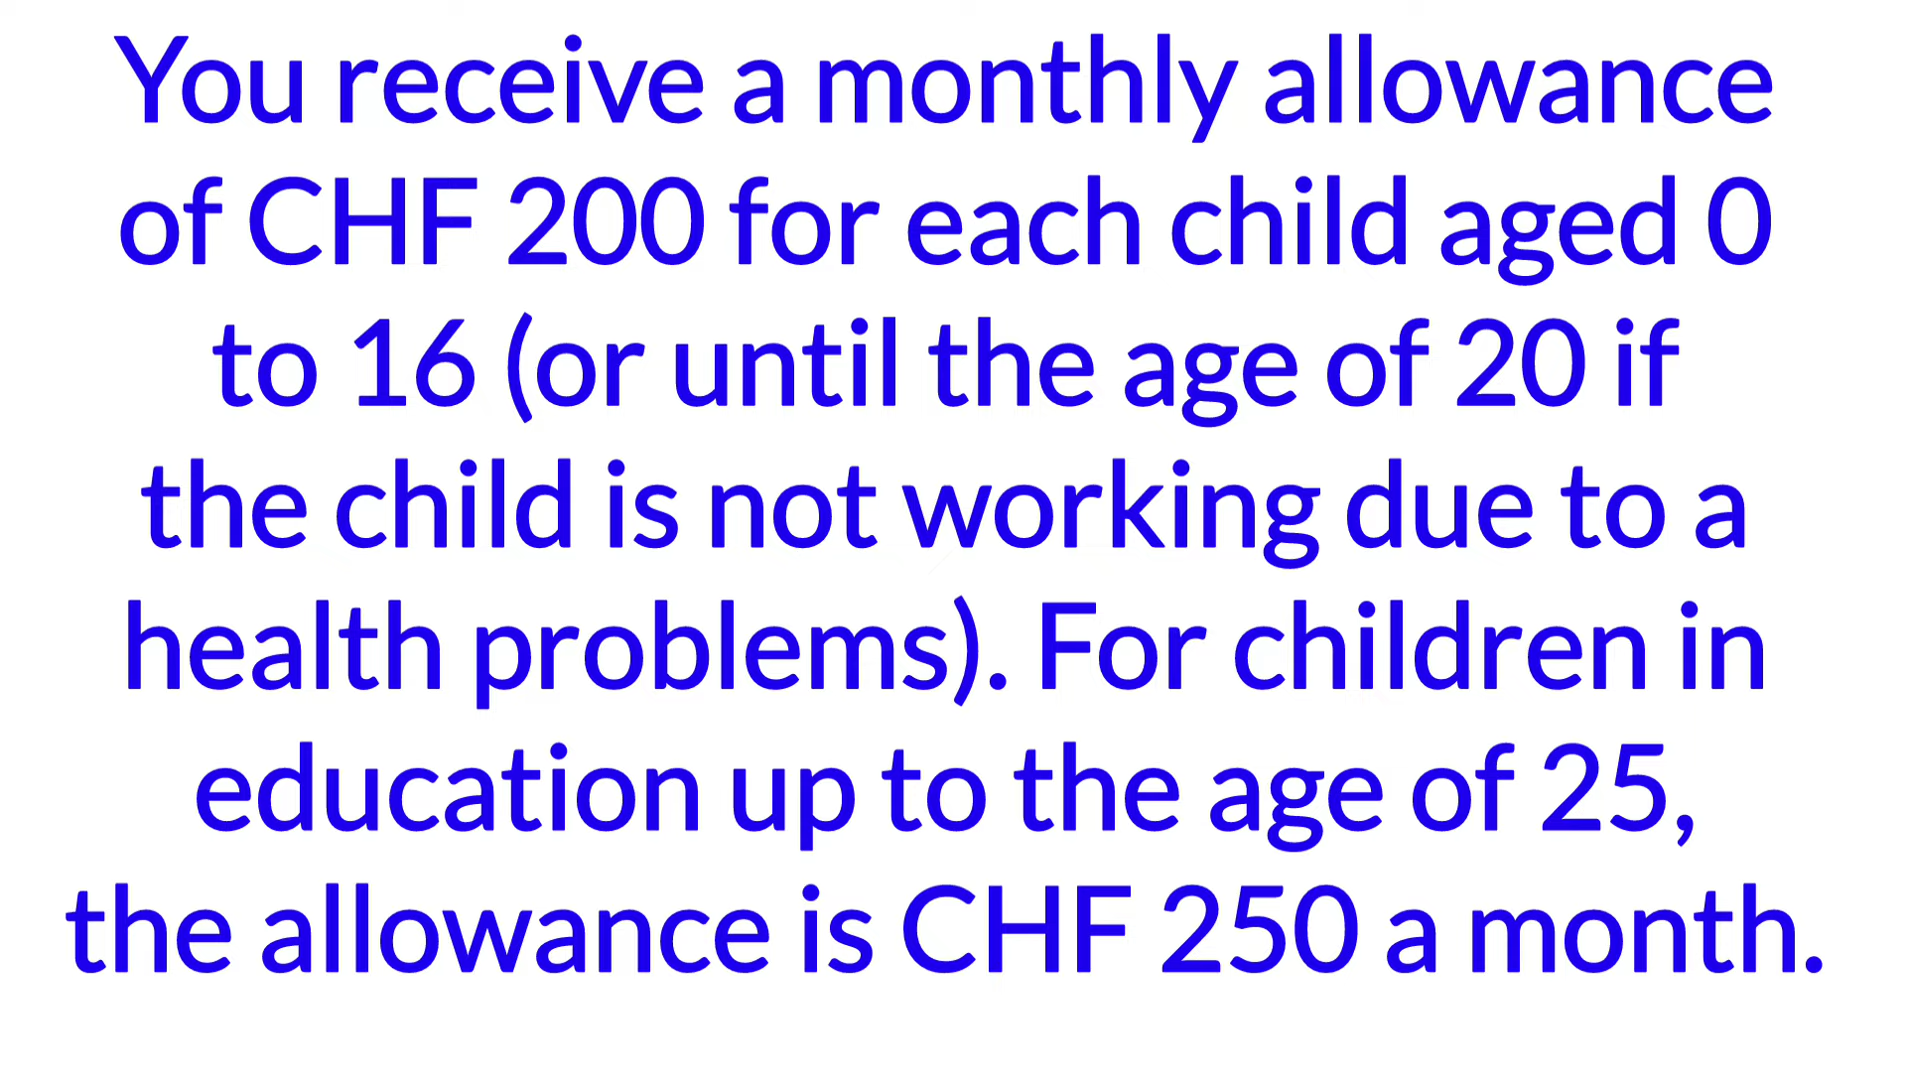 You receive a monthly allowance
of CHF 200 for each child aged 0
to 16 (or until the age of 20 if
the child is not working due to a
health problems). For children in
education up to the age of 25,
the allowance is CHF 250 a month.